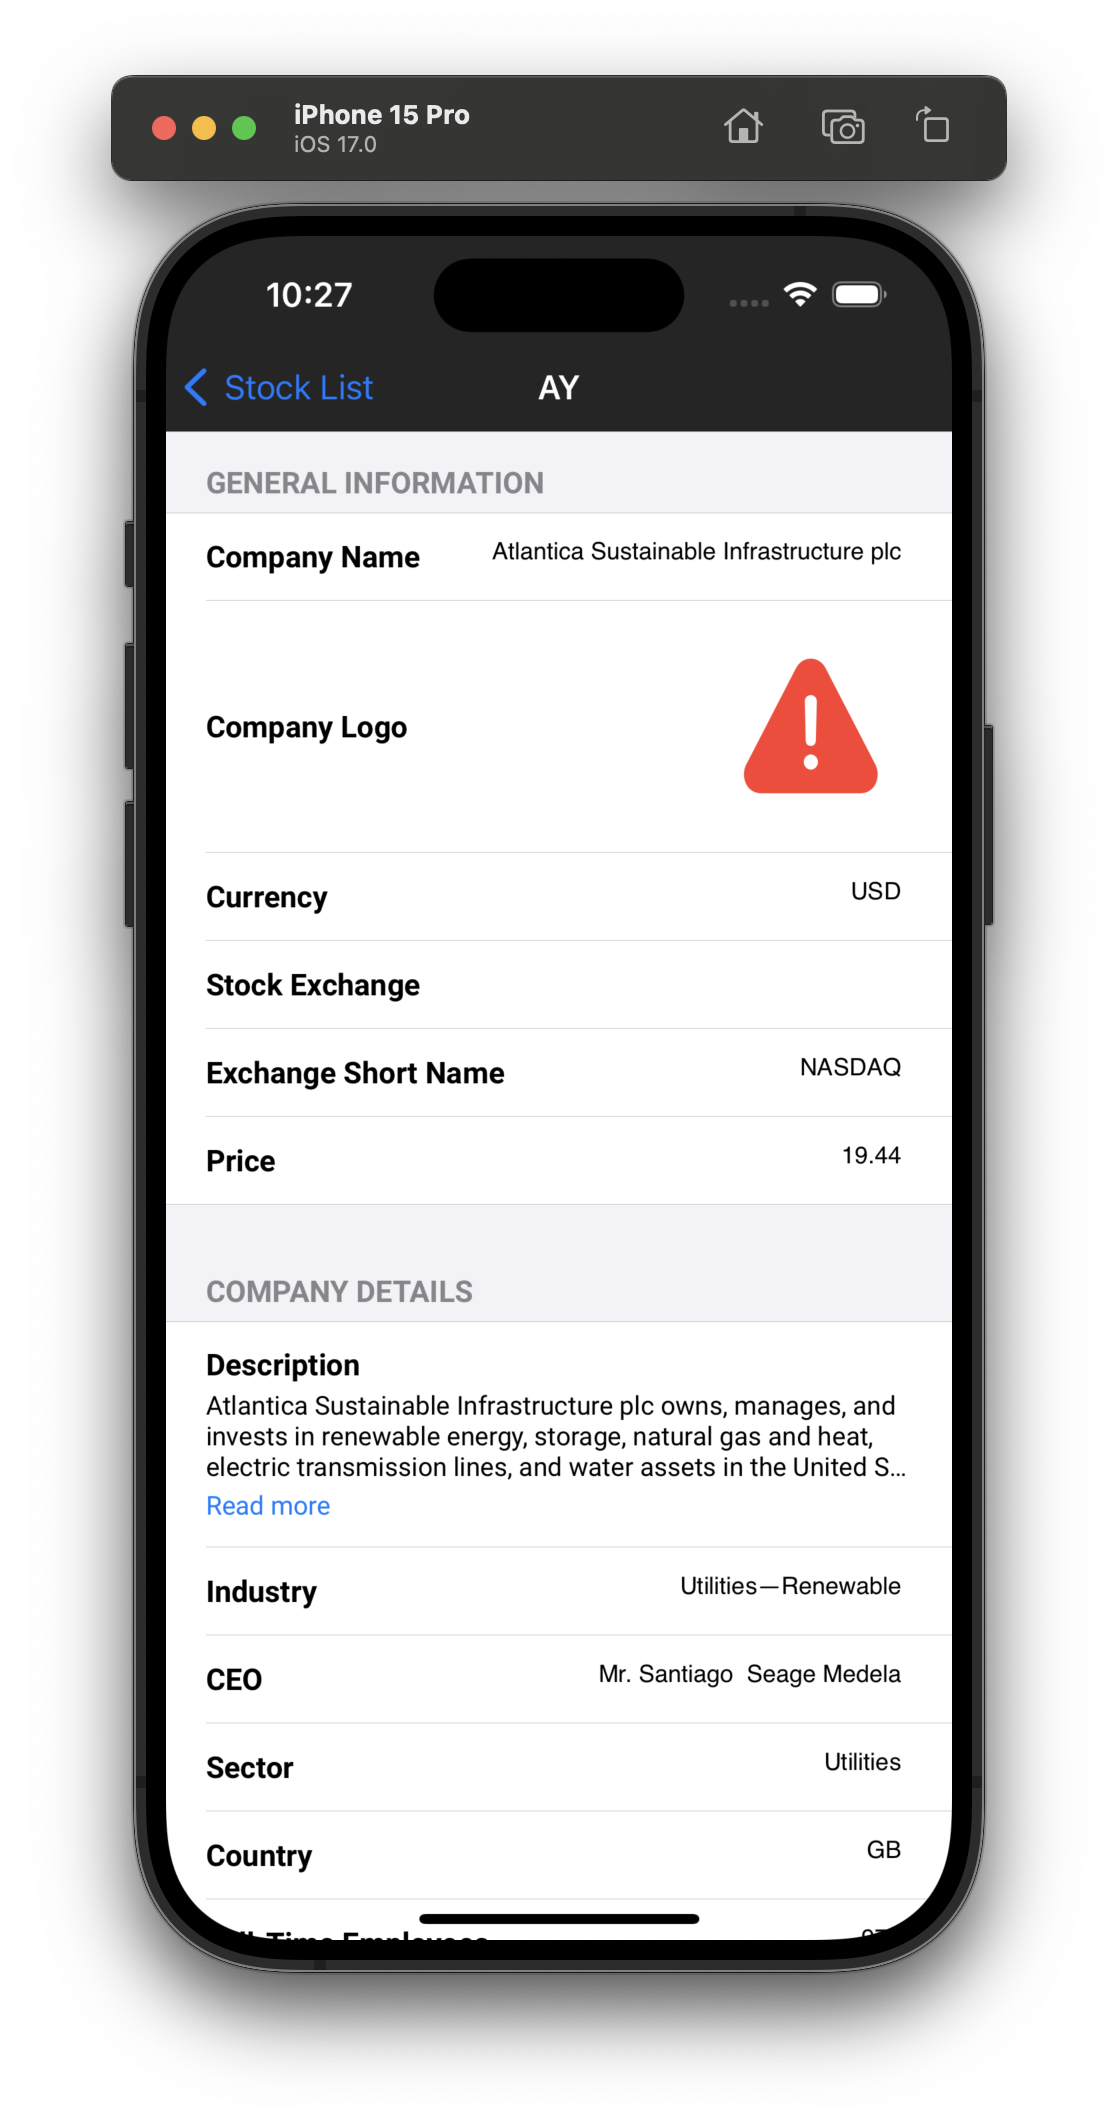 iPhone 15 Pro
iOS 17.0
10:27
Stock List
AY
GENERAL INFORMATION
Company Name
Atlantica Sustainable Infrastructure plc
Company Logo
Currency
USD
Stock Exchange
Exchange Short Name
NASDAQ
Price
19.44
COMPANY DETAILS
Description
Atlantica Sustainable Infrastructure plc owns, manages, and
invests in renewable energy, storage, natural gas and heat,
electric transmission lines, and water assets in the United S...
Read more
Industry
Utilities—Renewable
CEO
Mr. Santiago  Seage Medela
Sector
Utilities
Country
GB
Time Employees